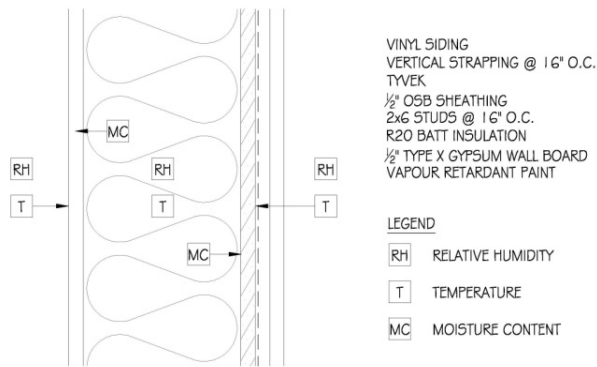 VINYL SIDING
VERTICAL STRAPPING @ 16" O.C.
TYVEK
½" OSB SHEATHING
2x6 STUDS @ 16" O.C.
R20 BATT INSULATION
½" TYPE X GYPSUM WALL BOARD
VAPOUR RETARDANT PAINT
MC
RH RH RH
T T T
MC
LEGEND
RH RELATIVE HUMIDITY
T TEMPERATURE
MC MOISTURE CONTENT